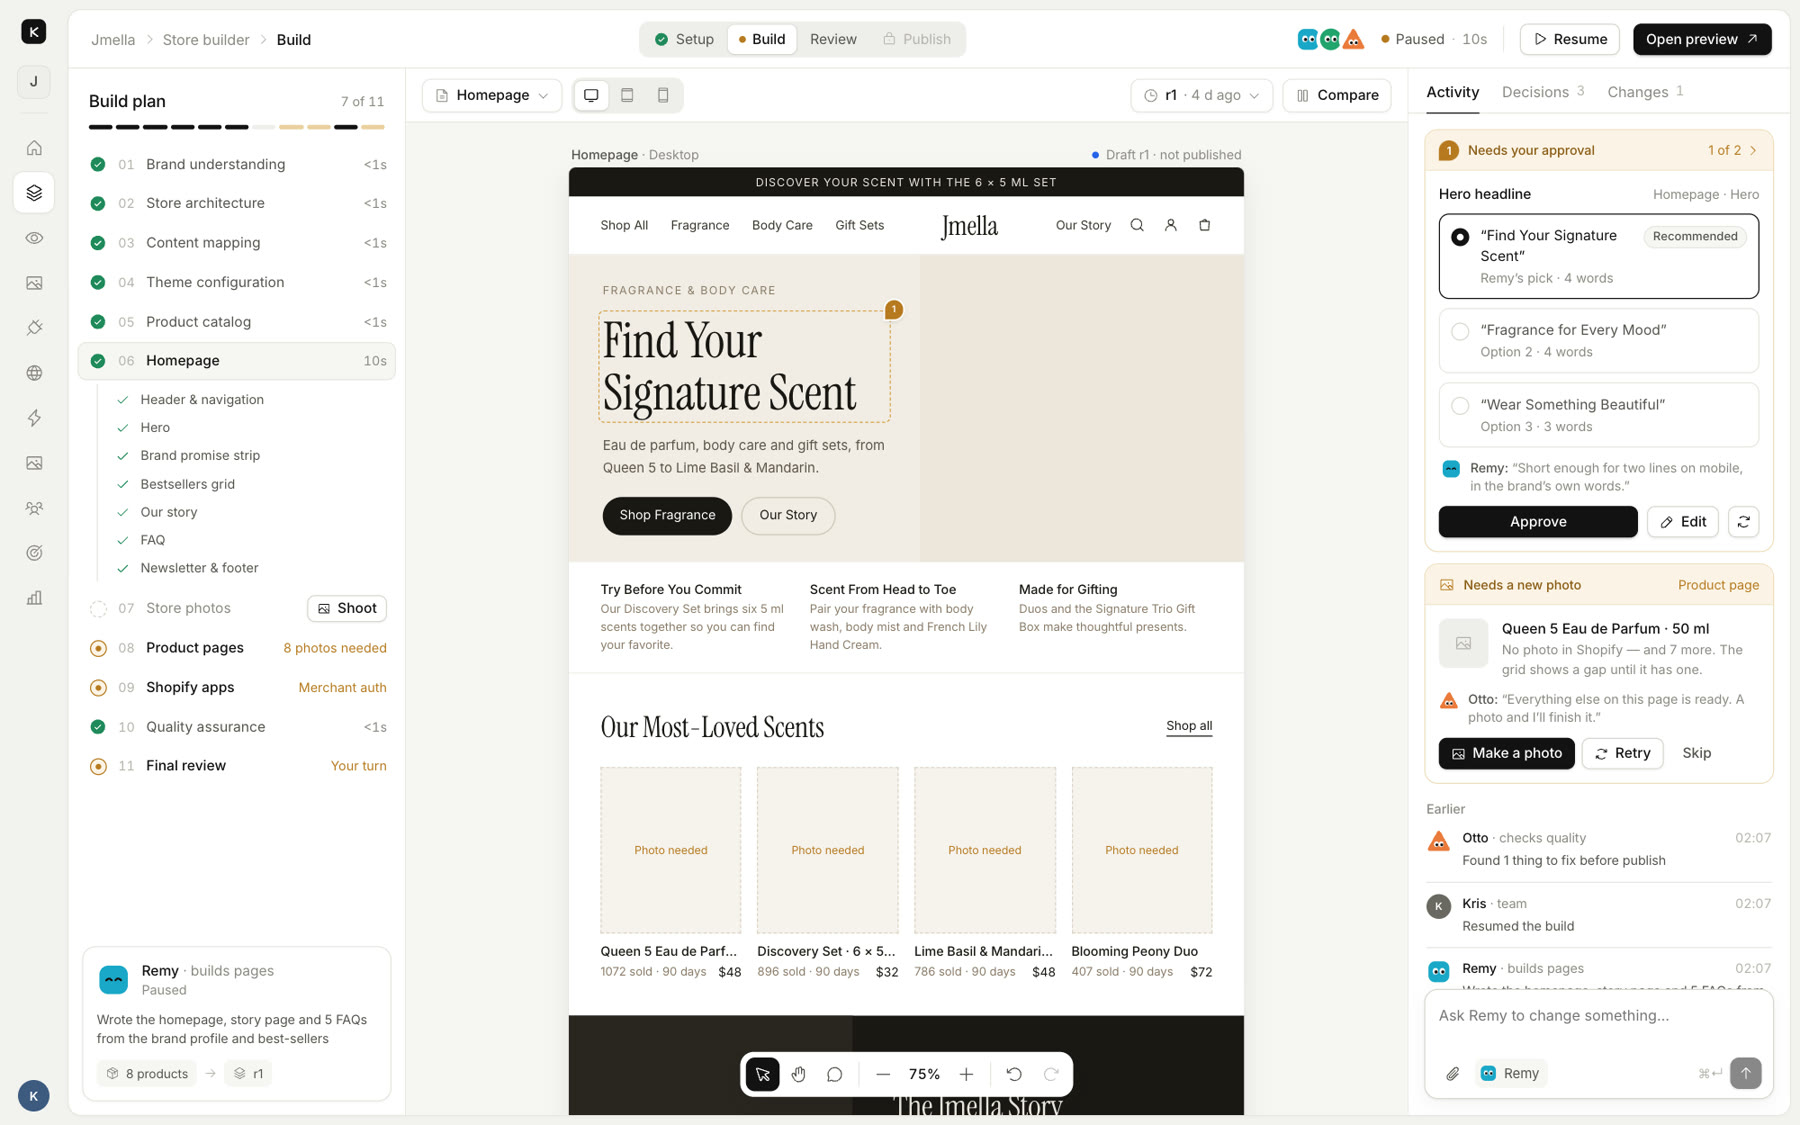 K
Jmella
Store builder
Build
Setup
Build
Review
Publish
Paused · 10s
Resume
Open preview
J
Build plan
7 of 11
01 Brand understanding <1s
02 Store architecture <1s
03 Content mapping <1s
04 Theme configuration <1s
05 Product catalog <1s
06 Homepage 10s
Header & navigation
Hero
Brand promise strip
Bestsellers grid
Our story
FAQ
Newsletter & footer
07 Store photos Shoot
08 Product pages 8 photos needed
09 Shopify apps Merchant auth
10 Quality assurance <1s
11 Final review Your turn
Remy · builds pages
Paused
Wrote the homepage, story page and 5 FAQs
from the brand profile and best-sellers
8 products
r1
K
Homepage
r1 · 4 d ago
Compare
Homepage · Desktop
Draft r1 · not published
DISCOVER YOUR SCENT WITH THE 6 × 5 ML SET
Shop All
Fragrance
Body Care
Gift Sets
Jmella
Our Story
FRAGRANCE & BODY CARE
1
Find Your
Signature Scent
Eau de parfum, body care and gift sets, from
Queen 5 to Lime Basil & Mandarin.
Shop Fragrance
Our Story
Try Before You Commit
Our Discovery Set brings six 5 ml
scents together so you can find
your favorite.
Scent From Head to Toe
Pair your fragrance with body
wash, body mist and French Lily
Hand Cream.
Made for Gifting
Duos and the Signature Trio Gift
Box make thoughtful presents.
Our Most-Loved Scents
Shop all
Photo needed
Photo needed
Photo needed
Photo needed
Queen 5 Eau de Parf...
1072 sold · 90 days $48
Discovery Set · 6 × 5...
896 sold · 90 days $32
Lime Basil & Mandari...
786 sold · 90 days $48
Blooming Peony Duo
407 sold · 90 days $72
75%
The Jmella Story
Activity
Decisions 3
Changes 1
1 Needs your approval
1 of 2
Hero headline
Homepage · Hero
“Find Your Signature
Scent”
Recommended
Remy’s pick · 4 words
“Fragrance for Every Mood”
Option 2 · 4 words
“Wear Something Beautiful”
Option 3 · 3 words
Remy: “Short enough for two lines on mobile,
in the brand’s own words.”
Approve
Edit
Needs a new photo
Product page
Queen 5 Eau de Parfum · 50 ml
No photo in Shopify — and 7 more. The
grid shows a gap until it has one.
Otto: “Everything else on this page is ready. A
photo and I’ll finish it.”
Make a photo
Retry
Skip
Earlier
Otto · checks quality 02:07
Found 1 thing to fix before publish
K
Kris · team 02:07
Resumed the build
Remy · builds pages 02:07
Wrote the homepage, story page and 5 FAQs from
Ask Remy to change something...
Remy
⌘↵